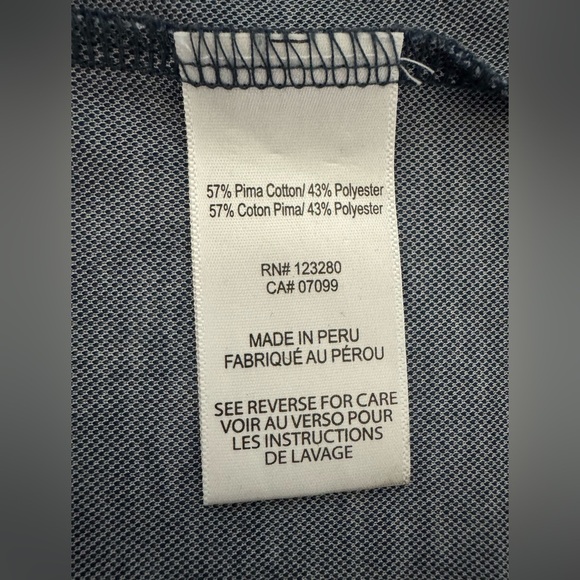 57% Pima Cotton/ 43% Polyester
57% Coton Pima/ 43% Polyester
RN# 123280
CA# 07099
MADE IN PERU
FABRIQUÉ AU PÉROU
SEE REVERSE FOR CARE
VOIR AU VERSO POUR
LES INSTRUCTIONS
DE LAVAGE